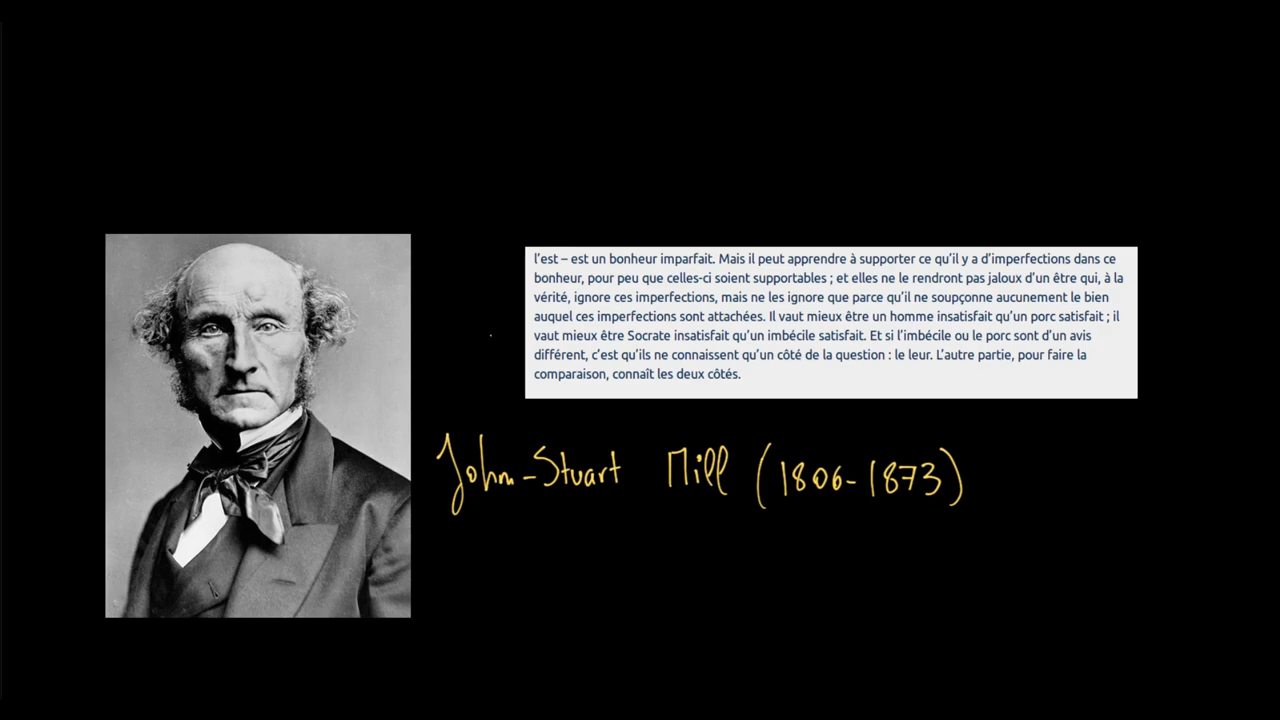 l’est – est un bonheur imparfait. Mais il peut apprendre à supporter ce qu’il y a d’imperfections dans ce
bonheur, pour peu que celles-ci soient supportables ; et elles ne le rendront pas jaloux d’un être qui, à la
vérité, ignore ces imperfections, mais ne les ignore que parce qu’il ne soupçonne aucunement le bien
auquel ces imperfections sont attachées. Il vaut mieux être un homme insatisfait qu’un porc satisfait ; il
vaut mieux être Socrate insatisfait qu’un imbécile satisfait. Et si l’imbécile ou le porc sont d’un avis
différent, c’est qu’ils ne connaissent qu’un côté de la question : le leur. L’autre partie, pour faire la
comparaison, connaît les deux côtés.
John-Stuart Mill (1806-1873)